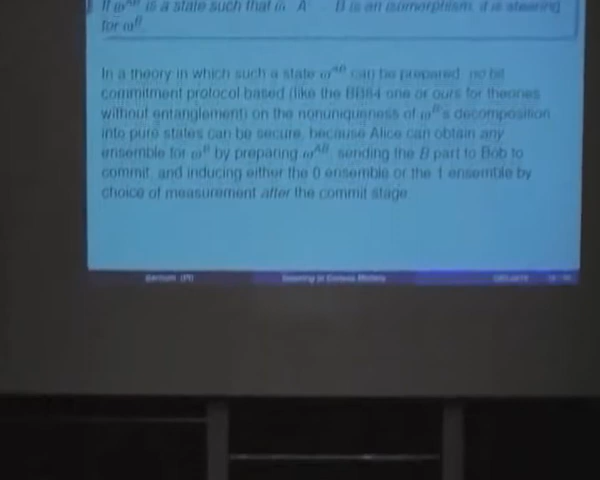 If ω^AB is a state such that ω̂ : A → B is an isomorphism, it is steering
for ω^B.
In a theory in which such a state ω^AB can be prepared, no bit
commitment protocol based (like the BB84 one or ours for theories
without entanglement) on the nonuniqueness of ω^B's decomposition
into pure states can be secure, because Alice can obtain any
ensemble for ω^B by preparing ω^AB, sending the B part to Bob to
commit, and inducing either the 0 ensemble or the 1 ensemble by
choice of measurement after the commit stage.
Barnum (PI)
Steering in Convex Models